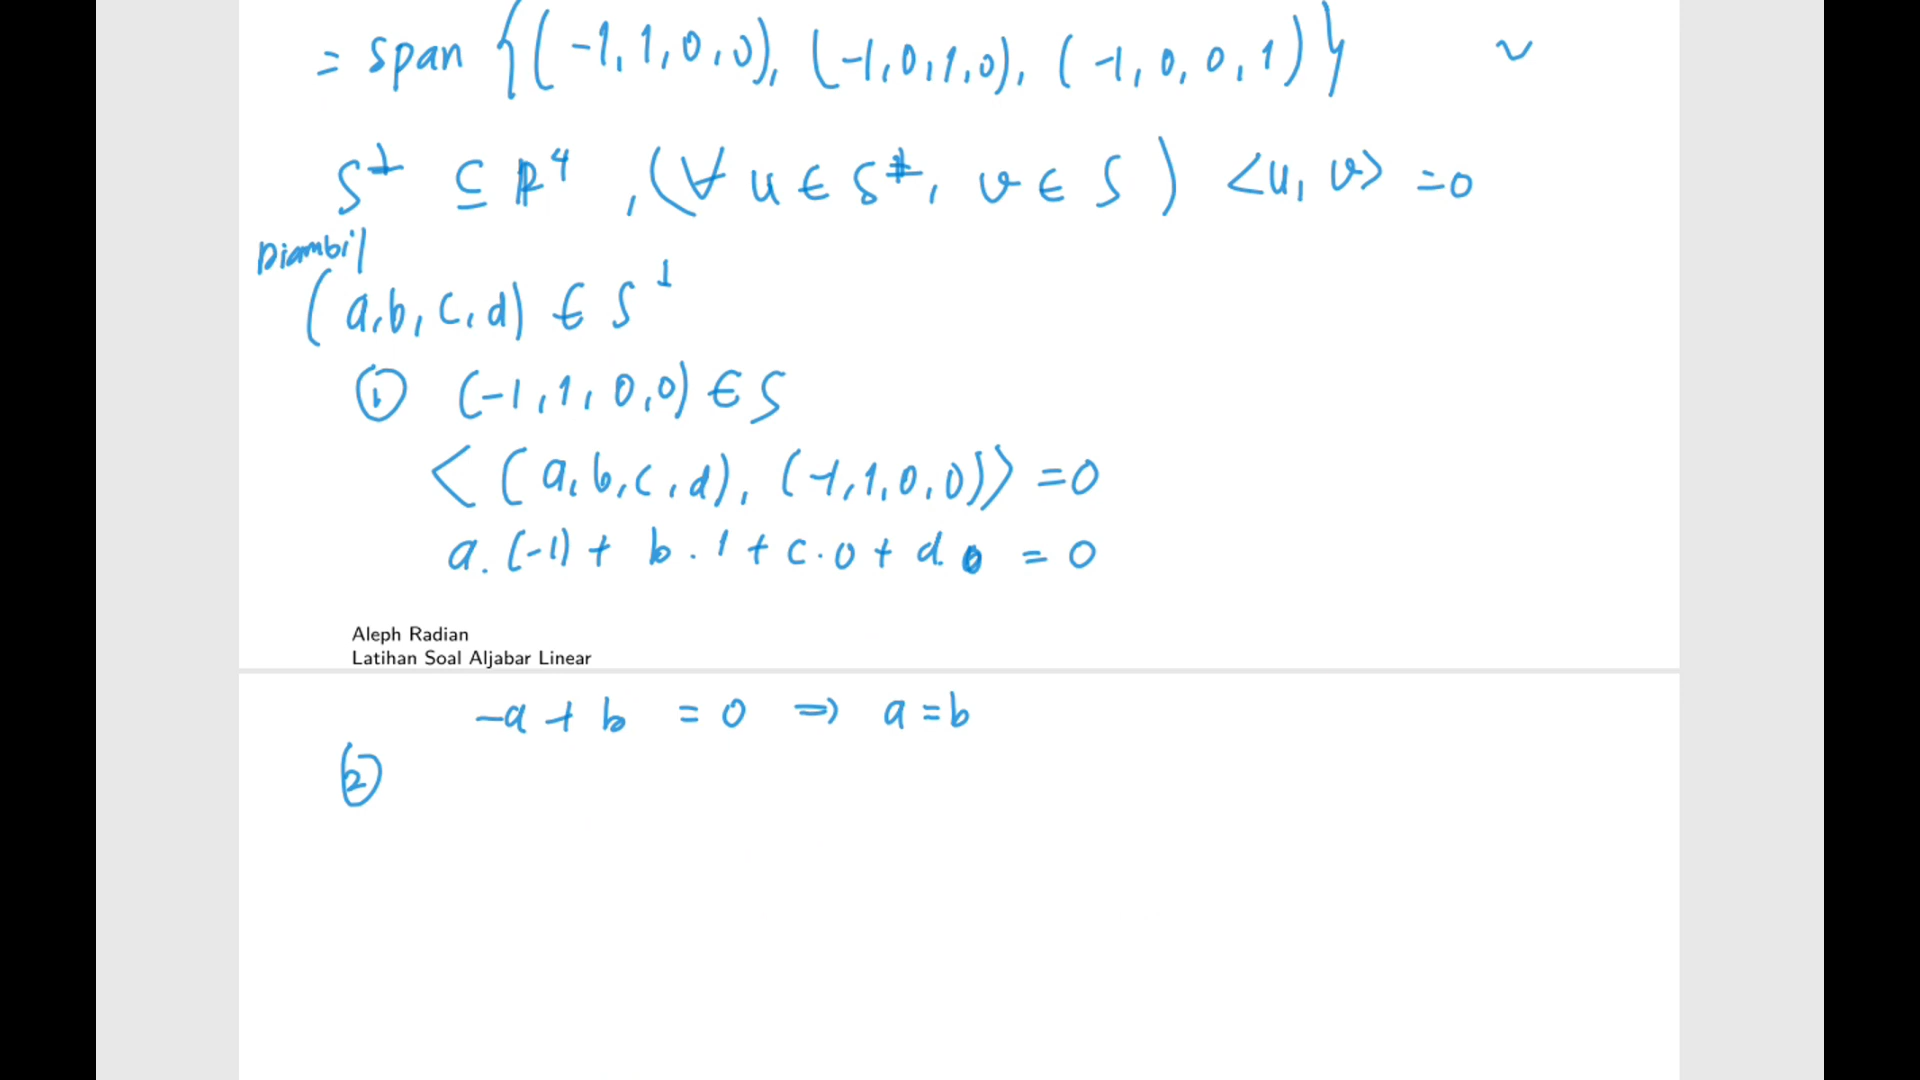 = span {(-1,1,0,0), (-1,0,1,0), (-1,0,0,1)} ~
S^⊥ ⊆ ℝ^4, (∀ u ∈ S^⊥, v ∈ S) <u, v> = 0
Diambil
(a,b,c,d) ∈ S^⊥
① (-1,1,0,0) ∈ S
<(a,b,c,d), (-1,1,0,0)> = 0
a.(-1) + b.1 + c.0 + d.0 = 0
Aleph Radian
Latihan Soal Aljabar Linear
-a + b = 0 ⇒ a = b
②